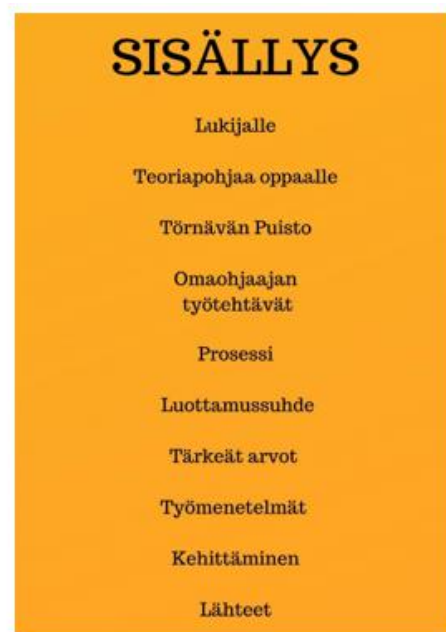 SISÄLLYS
Lukijalle
Teoriapohjaa oppaalle
Törnävän Puisto
Omaohjaajan
työtehtävät
Prosessi
Luottamussuhde
Tärkeät arvot
Työmenetelmät
Kehittäminen
Lähteet